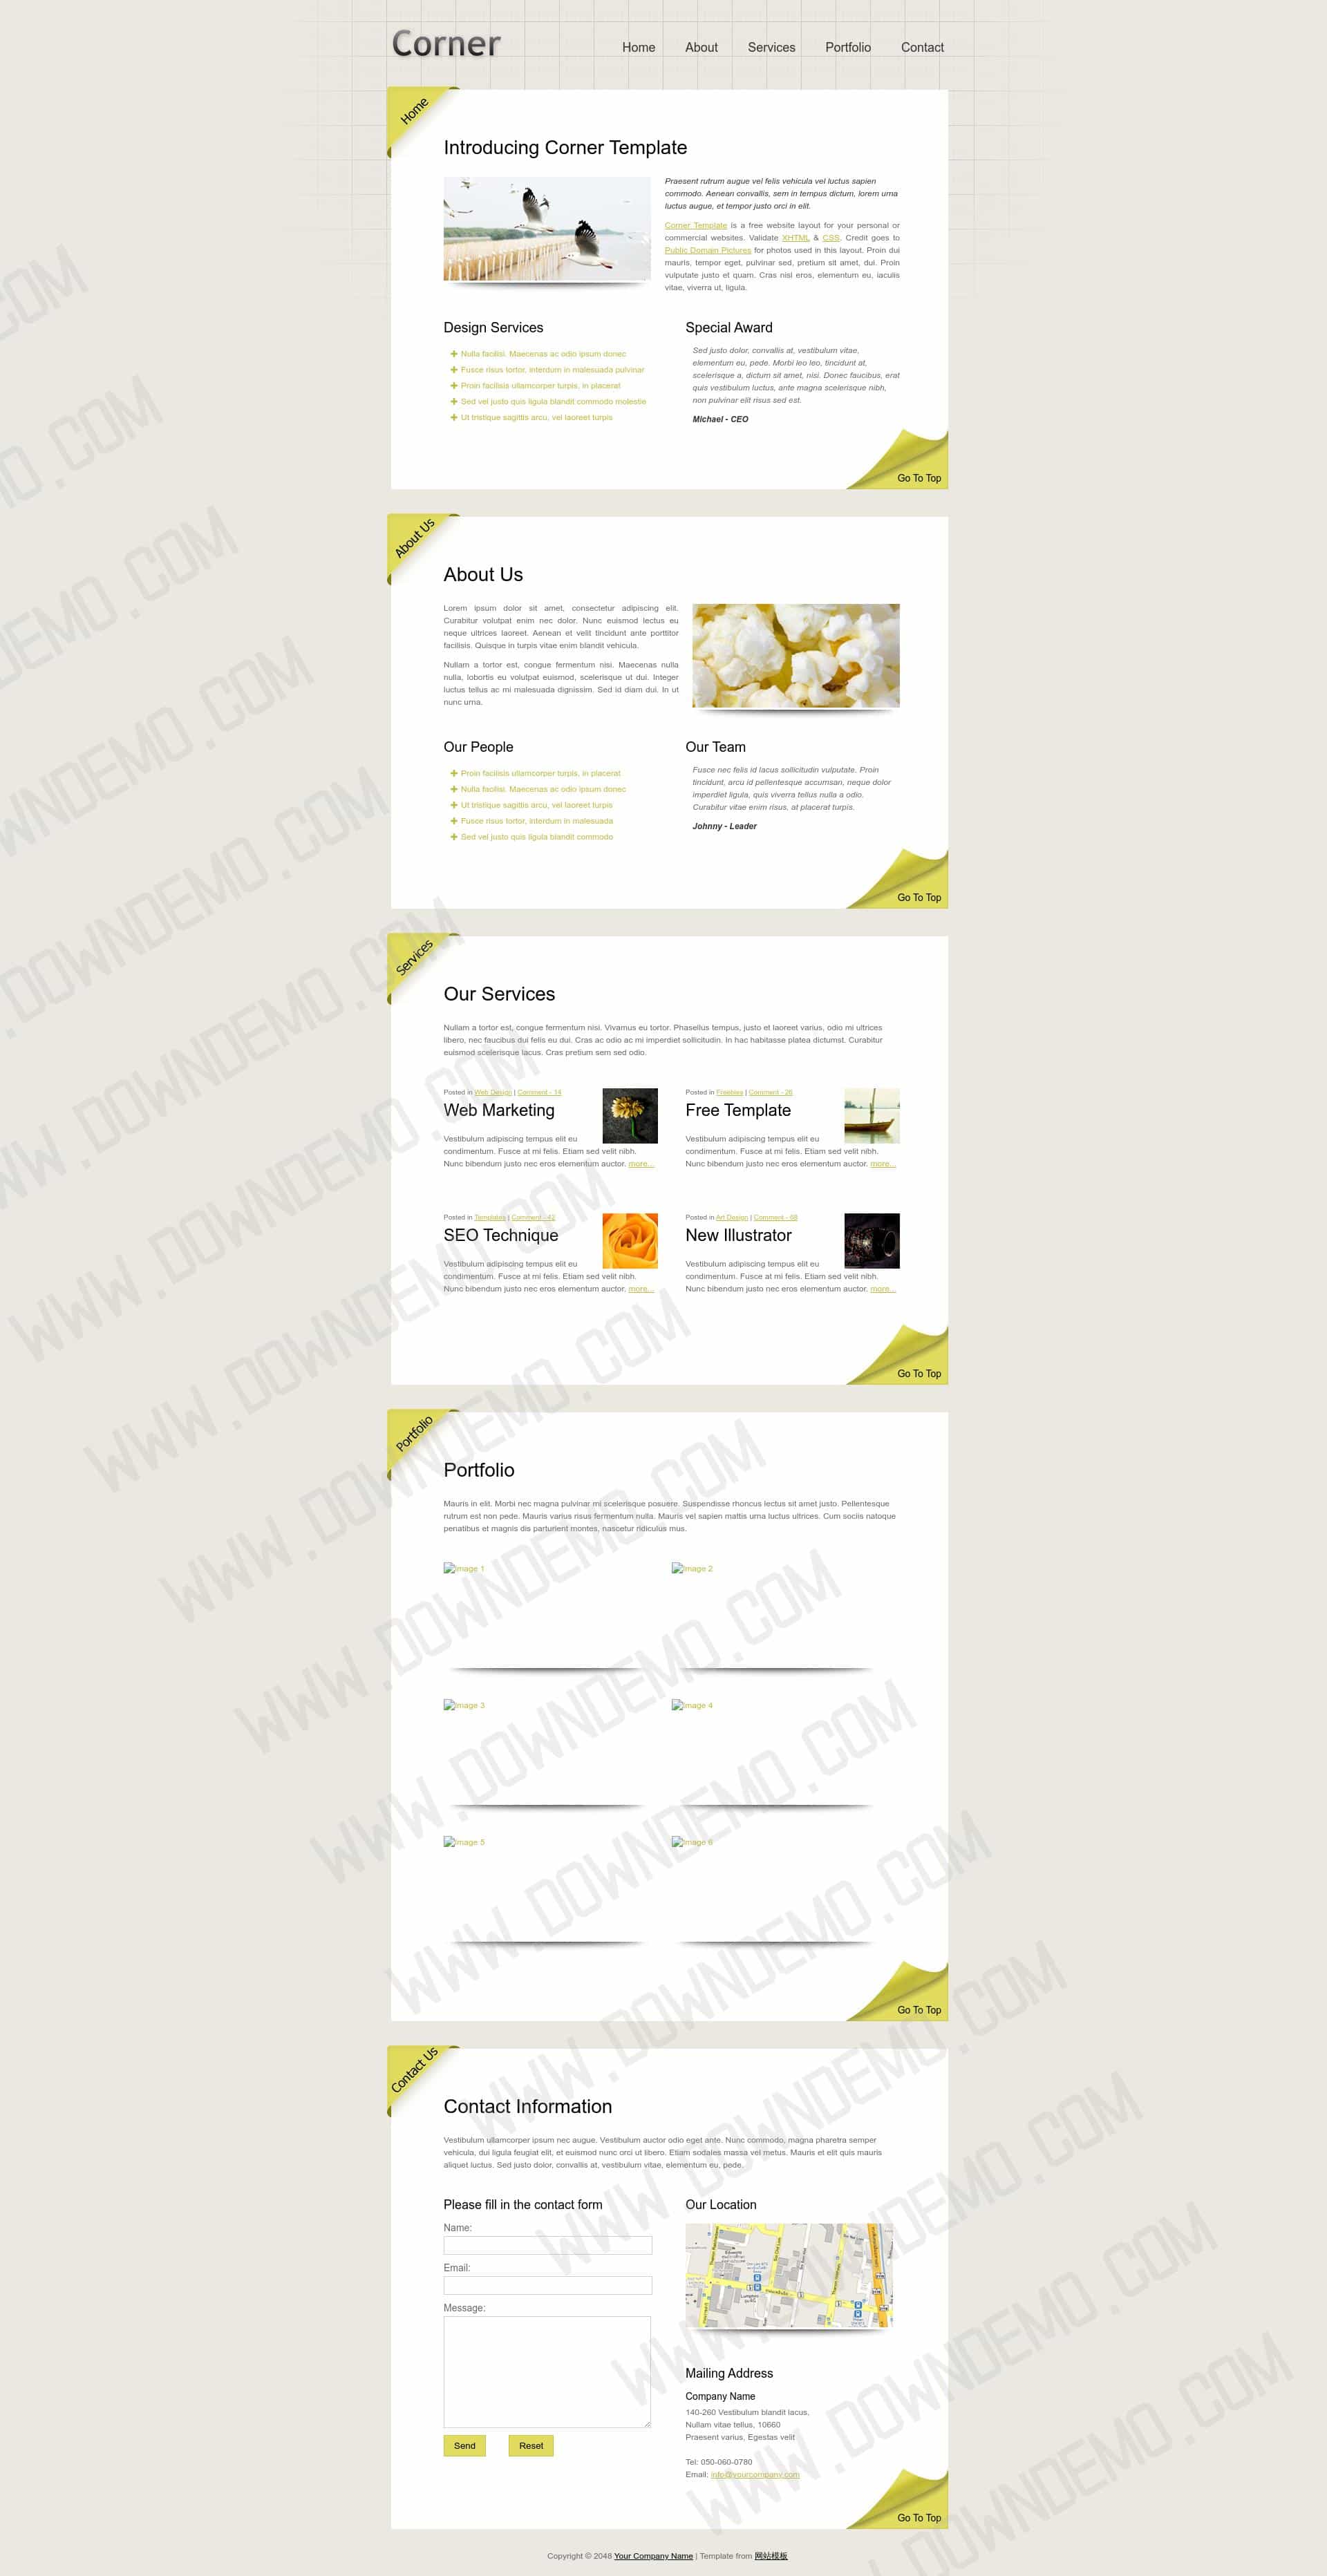 Corner
Home
About
Services
Portfolio
Contact
Home
Introducing Corner Template
Praesent rutrum augue vel felis vehicula vel luctus sapien
commodo. Aenean convallis, sem in tempus dictum, lorem urna
luctus augue, et tempor justo orci in elit.
Corner Template is a free website layout for your personal or
commercial websites. Validate XHTML & CSS. Credit goes to
Public Domain Pictures for photos used in this layout. Proin dui
mauris, tempor eget, pulvinar sed, pretium sit amet, dui. Proin
vulputate justo et quam. Cras nisl eros, elementum eu, iaculis
vitae, viverra ut, ligula.
Design Services
Nulla facilisi. Maecenas ac odio ipsum donec
Fusce risus tortor, interdum in malesuada pulvinar
Proin facilisis ullamcorper turpis, in placerat
Sed vel justo quis ligula blandit commodo molestie
Ut tristique sagittis arcu, vel laoreet turpis
Special Award
Sed justo dolor, convallis at, vestibulum vitae,
elementum eu, pede. Morbi leo leo, tincidunt at,
scelerisque a, dictum sit amet, nisi. Donec faucibus, erat
quis vestibulum luctus, ante magna scelerisque nibh,
non pulvinar elit risus sed est.
Michael - CEO
Go To Top
About Us
About Us
Lorem ipsum dolor sit amet, consectetur adipiscing elit.
Curabitur volutpat enim nec dolor. Nunc euismod lectus eu
neque ultrices laoreet. Aenean et velit tincidunt ante porttitor
facilisis. Quisque in turpis vitae enim blandit vehicula.
Nullam a tortor est, congue fermentum nisi. Maecenas nulla
nulla, lobortis eu volutpat euismod, scelerisque ut dui. Integer
luctus tellus ac mi malesuada dignissim. Sed id diam dui. In ut
nunc urna.
Our People
Proin facilisis ullamcorper turpis, in placerat
Nulla facilisi. Maecenas ac odio ipsum donec
Ut tristique sagittis arcu, vel laoreet turpis
Fusce risus tortor, interdum in malesuada
Sed vel justo quis ligula blandit commodo
Our Team
Fusce nec felis id lacus sollicitudin vulputate. Proin
tincidunt, arcu id pellentesque accumsan, neque dolor
imperdiet ligula, quis viverra tellus nulla a odio.
Curabitur vitae enim risus, at placerat turpis.
Johnny - Leader
Go To Top
Services
Our Services
Nullam a tortor est, congue fermentum nisi. Vivamus eu tortor. Phasellus tempus, justo et laoreet varius, odio mi ultrices
libero, nec faucibus dui felis eu dui. Cras ac odio ac mi imperdiet sollicitudin. In hac habitasse platea dictumst. Curabitur
euismod scelerisque lacus. Cras pretium sem sed odio.
Posted in Web Design | Comment - 14
Web Marketing
Vestibulum adipiscing tempus elit eu
condimentum. Fusce at mi felis. Etiam sed velit nibh.
Nunc bibendum justo nec eros elementum auctor. more...
Posted in Freebies | Comment - 26
Free Template
Vestibulum adipiscing tempus elit eu
condimentum. Fusce at mi felis. Etiam sed velit nibh.
Nunc bibendum justo nec eros elementum auctor. more...
Posted in Templates | Comment - 42
SEO Technique
Vestibulum adipiscing tempus elit eu
condimentum. Fusce at mi felis. Etiam sed velit nibh.
Nunc bibendum justo nec eros elementum auctor. more...
Posted in Art Design | Comment - 68
New Illustrator
Vestibulum adipiscing tempus elit eu
condimentum. Fusce at mi felis. Etiam sed velit nibh.
Nunc bibendum justo nec eros elementum auctor. more...
Go To Top
Portfolio
Portfolio
Mauris in elit. Morbi nec magna pulvinar mi scelerisque posuere. Suspendisse rhoncus lectus sit amet justo. Pellentesque
rutrum est non pede. Mauris varius risus fermentum nulla. Mauris vel sapien mattis urna luctus ultrices. Cum sociis natoque
penatibus et magnis dis parturient montes, nascetur ridiculus mus.
image 1
image 2
image 3
image 4
image 5
image 6
Go To Top
Contact Us
Contact Information
Vestibulum ullamcorper ipsum nec augue. Vestibulum auctor odio eget ante. Nunc commodo, magna pharetra semper
vehicula, dui ligula feugiat elit, et euismod nunc orci ut libero. Etiam sodales massa vel metus. Mauris et elit quis mauris
aliquet luctus. Sed justo dolor, convallis at, vestibulum vitae, elementum eu, pede.
Please fill in the contact form
Name:
Email:
Message:
Send
Reset
Our Location
Mailing Address
Company Name
140-260 Vestibulum blandit lacus,
Nullam vitae tellus, 10660
Praesent varius, Egestas velit
Tel: 050-060-0780
Email: info@yourcompany.com
Go To Top
Copyright © 2048 Your Company Name | Template from 网站模板
WWW.DOWNDEMO.COM